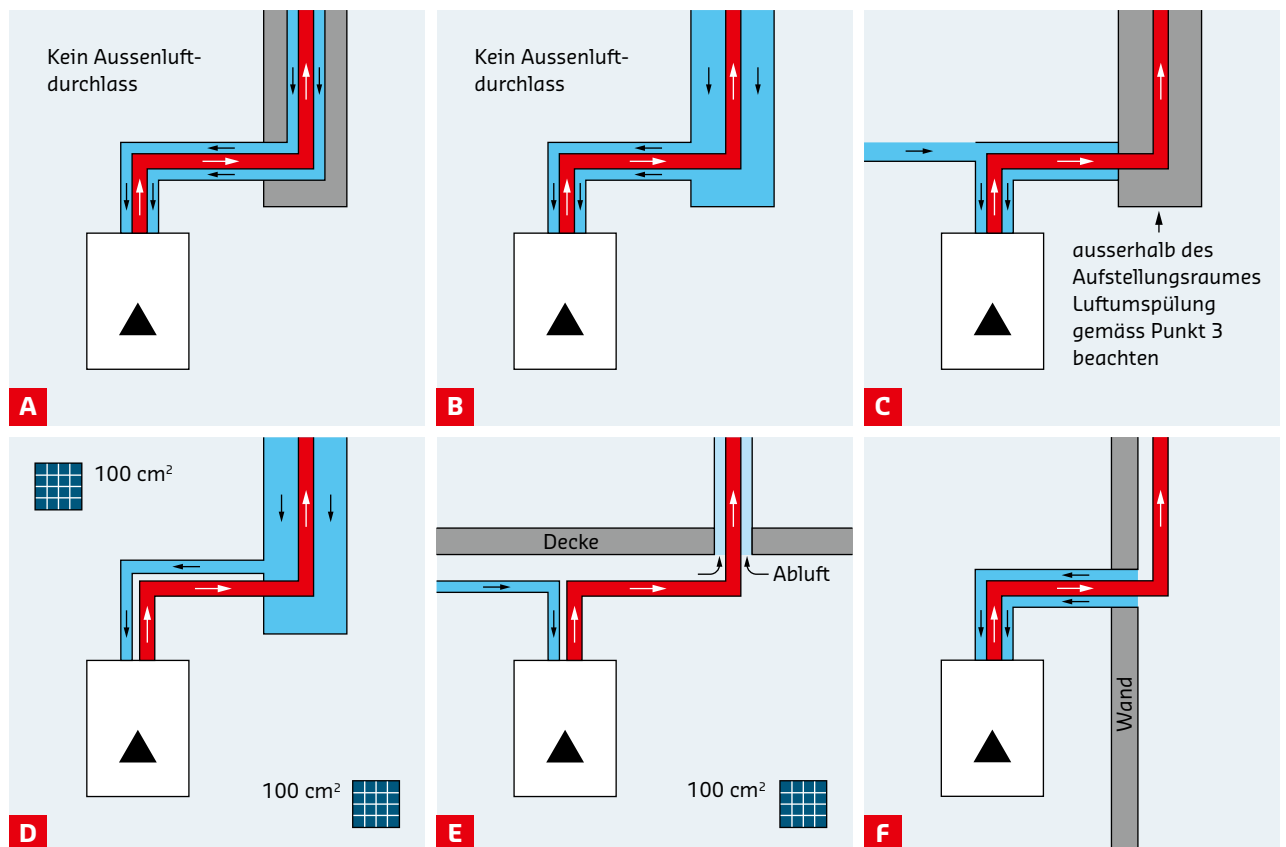 Kein Aussenluft-
durchlass
A
Kein Aussenluft-
durchlass
B
ausserhalb des
Aufstellungsraumes
Luftumspülung
gemäss Punkt 3
beachten
C
100 cm²
100 cm²
D
Decke
Abluft
100 cm²
E
Wand
F